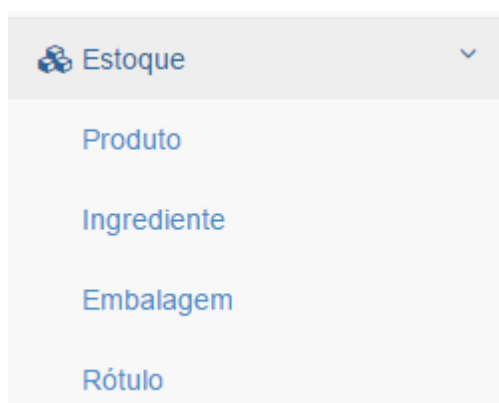 Estoque
Produto
Ingrediente
Embalagem
Rótulo